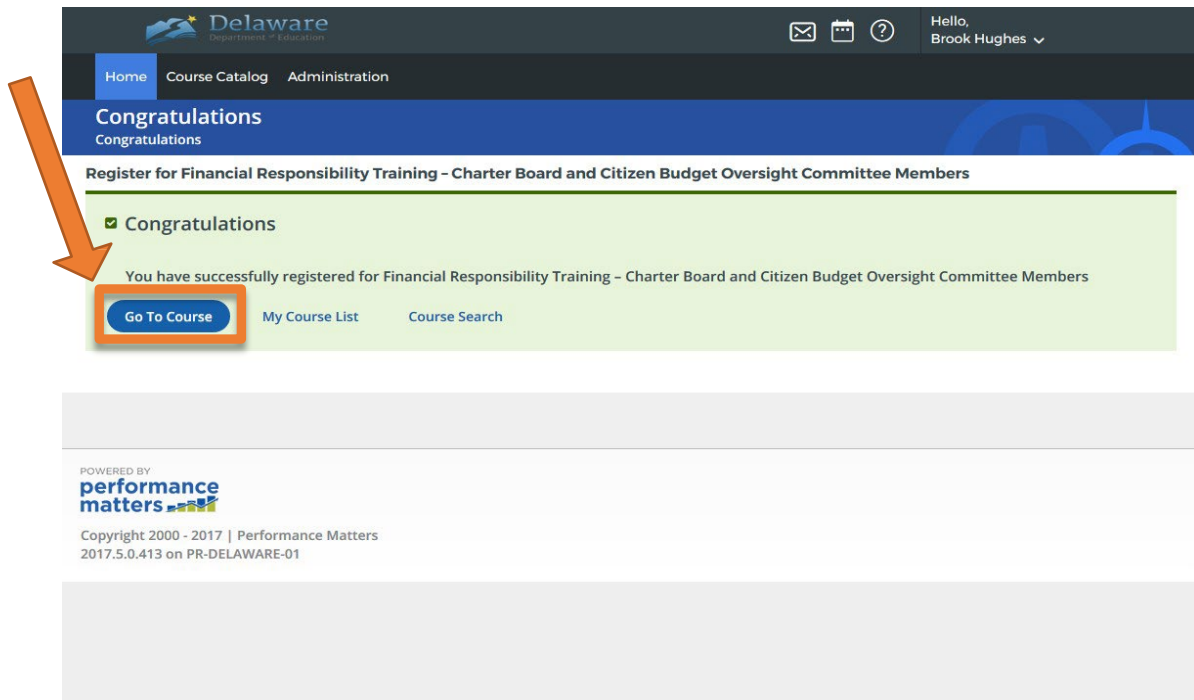 Delaware
Department of Education
Hello,
Brook Hughes
Home Course Catalog Administration
Congratulations
Congratulations
Register for Financial Responsibility Training – Charter Board and Citizen Budget Oversight Committee Members
Congratulations
You have successfully registered for Financial Responsibility Training – Charter Board and Citizen Budget Oversight Committee Members
Go To Course My Course List Course Search
POWERED BY
performance
matters
Copyright 2000 - 2017 | Performance Matters
2017.5.0.413 on PR-DELAWARE-01